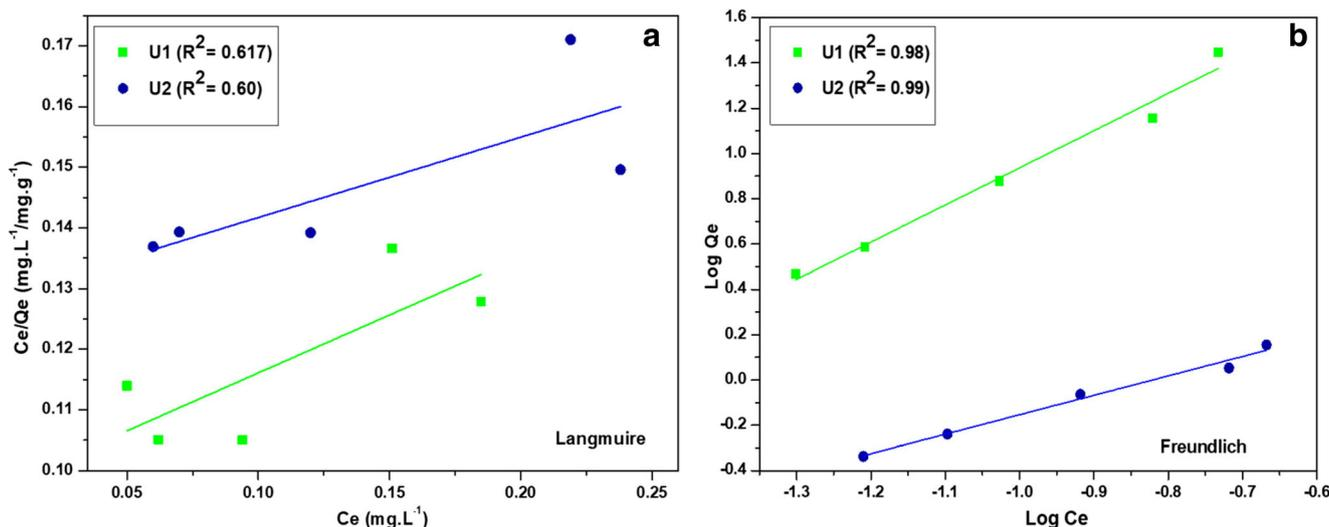 a
U1 (R2= 0.617)
U2 (R2= 0.60)
0.17
0.16
0.15
0.14
0.13
0.12
0.11
0.10
Ce/Qe (mg.L-1/mg.g-1)
Langmuire
0.05 0.10 0.15 0.20 0.25
Ce (mg.L-1)
b
U1 (R2= 0.98)
U2 (R2= 0.99)
1.6
1.4
1.2
1.0
0.8
0.6
0.4
0.2
0.0
-0.2
-0.4
Log Qe
Freundlich
-1.3 -1.2 -1.1 -1.0 -0.9 -0.8 -0.7 -0.6
Log Ce